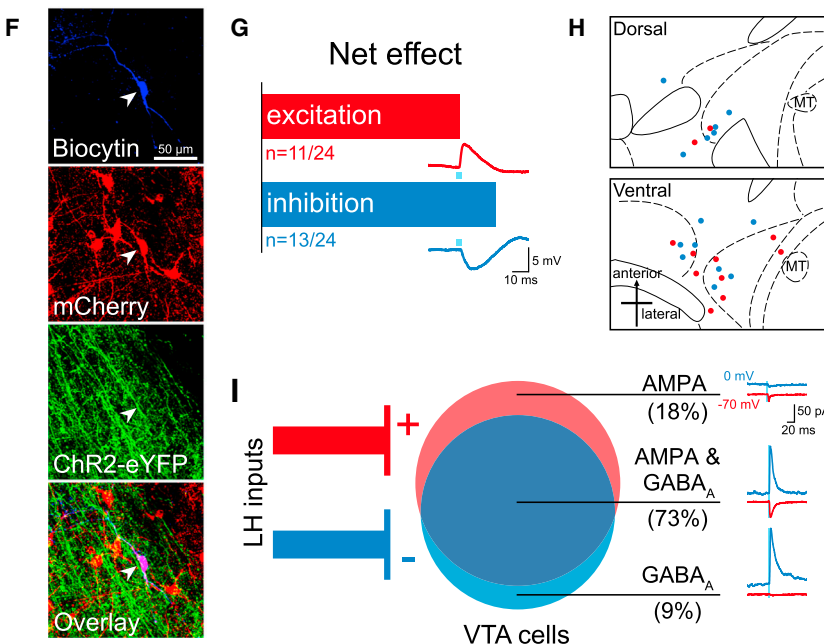 F
Biocytin
50 µm
mCherry
ChR2-eYFP
Overlay
G
Net effect
excitation
n=11/24
inhibition
n=13/24
5 mV
10 ms
H
Dorsal
MT
Ventral
MT
anterior
lateral
I
LH inputs
+
-
VTA cells
AMPA
(18%)
AMPA &
GABAA
(73%)
GABAA
(9%)
0 mV
-70 mV
50 pA
20 ms